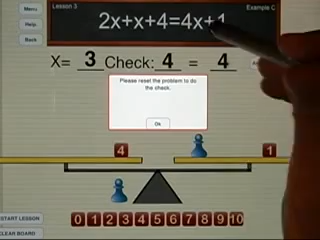 Menu
Lesson 3
Example C
Help
2x+x+4=4x+1
Back
X= 3 Check: 4 = 4
Please reset the problem to do
the check.
Ok
4
1
START LESSON
0 1 2 3 4 5 6 7 8 9 10
CLEAR BOARD